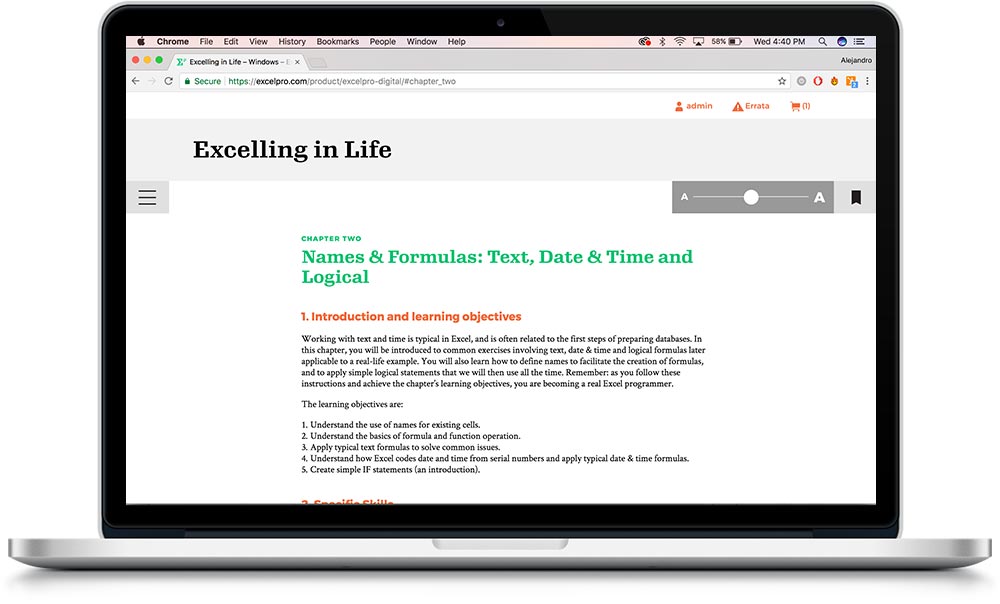 Chrome File Edit View History Bookmarks People Window Help 58% Wed 4:40 PM
Excelling in Life – Windows – E
Alejandro
Secure https://excelpro.com/product/excelpro-digital/#chapter_two
admin Errata (1)
Excelling in Life
A A
CHAPTER TWO
Names & Formulas: Text, Date & Time and
Logical
1. Introduction and learning objectives
Working with text and time is typical in Excel, and is often related to the first steps of preparing databases. In
this chapter, you will be introduced to common exercises involving text, date & time and logical formulas later
applicable to a real-life example. You will also learn how to define names to facilitate the creation of formulas,
and to apply simple logical statements that we will then use all the time. Remember: as you follow these
instructions and achieve the chapter's learning objectives, you are becoming a real Excel programmer.
The learning objectives are:
1. Understand the use of names for existing cells.
2. Understand the basics of formula and function operation.
3. Apply typical text formulas to solve common issues.
4. Understand how Excel codes date and time from serial numbers and apply typical date & time formulas.
5. Create simple IF statements (an introduction).
2. Specific Skills